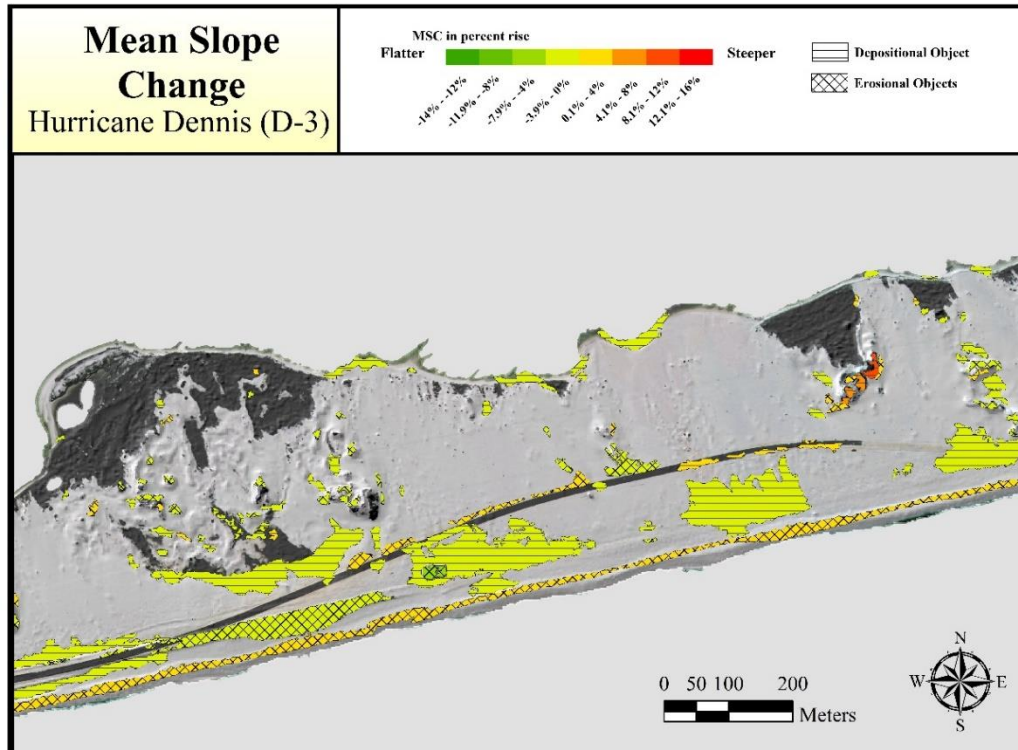 Mean Slope
Change
Hurricane Dennis (D-3)
MSC in percent rise
Flatter
Steeper
-14% - -12%
-11.9% - -8%
-7.9% - -4%
-3.9% - 0%
0.1% - 4%
4.1% - 8%
8.1% - 12%
12.1% - 16%
Depositional Object
Erosional Objects
N
W E
S
0 50 100 200
Meters